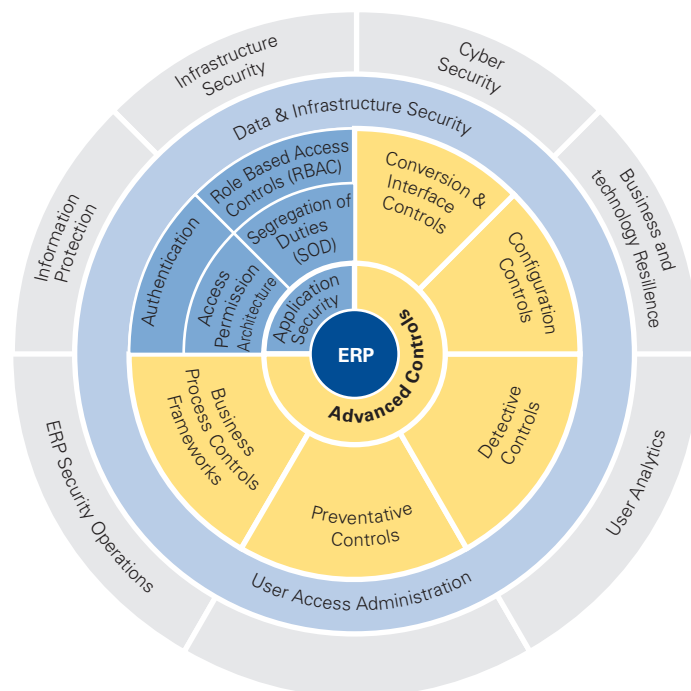 Infrastructure
Security
Cyber
Security
Information
Protection
Business and
technology Resillence
ERP Security Operations
User Analytics
Data & Infrastructure Security
User Access Administration
Role Based Access
Controls (RBAC)
Segregation of
Duties
(SOD)
Authentication
Access
Permission
Architecture
Application
Security
Conversion &
Interface
Controls
Configuration
Controls
Detective
Controls
Preventative
Controls
Business
Process Controls
Frameworks
Advanced Controls
ERP